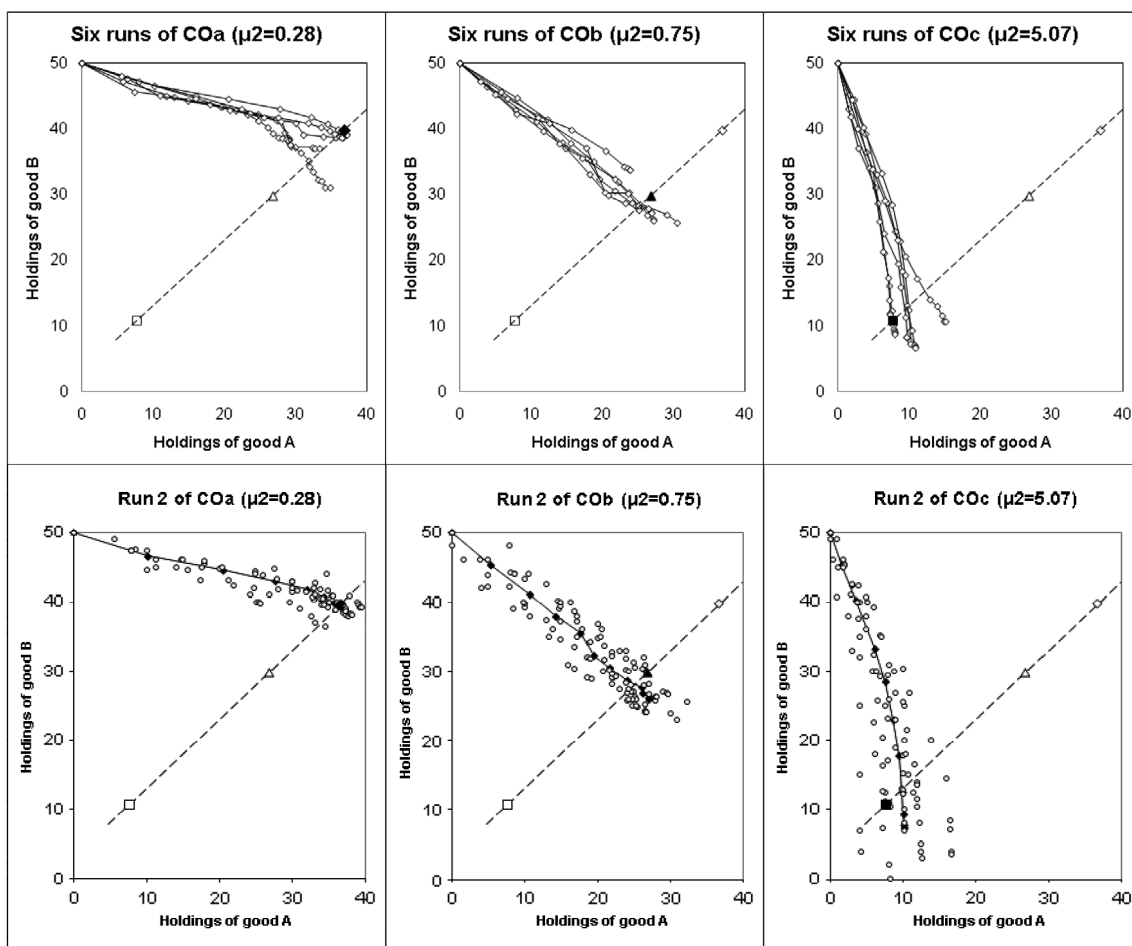 Six runs of COa (µ2=0.28)
50
40
30
20
10
0
0 10 20 30 40
Holdings of good B
Holdings of good A
Six runs of COb (µ2=0.75)
50
40
30
20
10
0
0 10 20 30 40
Holdings of good B
Holdings of good A
Six runs of COc (µ2=5.07)
50
40
30
20
10
0
0 10 20 30 40
Holdings of good B
Holdings of good A
Run 2 of COa (µ2=0.28)
50
40
30
20
10
0
0 10 20 30 40
Holdings of good B
Holdings of good A
Run 2 of COb (µ2=0.75)
50
40
30
20
10
0
0 10 20 30 40
Holdings of good B
Holdings of good A
Run 2 of COc (µ2=5.07)
50
40
30
20
10
0
0 10 20 30 40
Holdings of good B
Holdings of good A